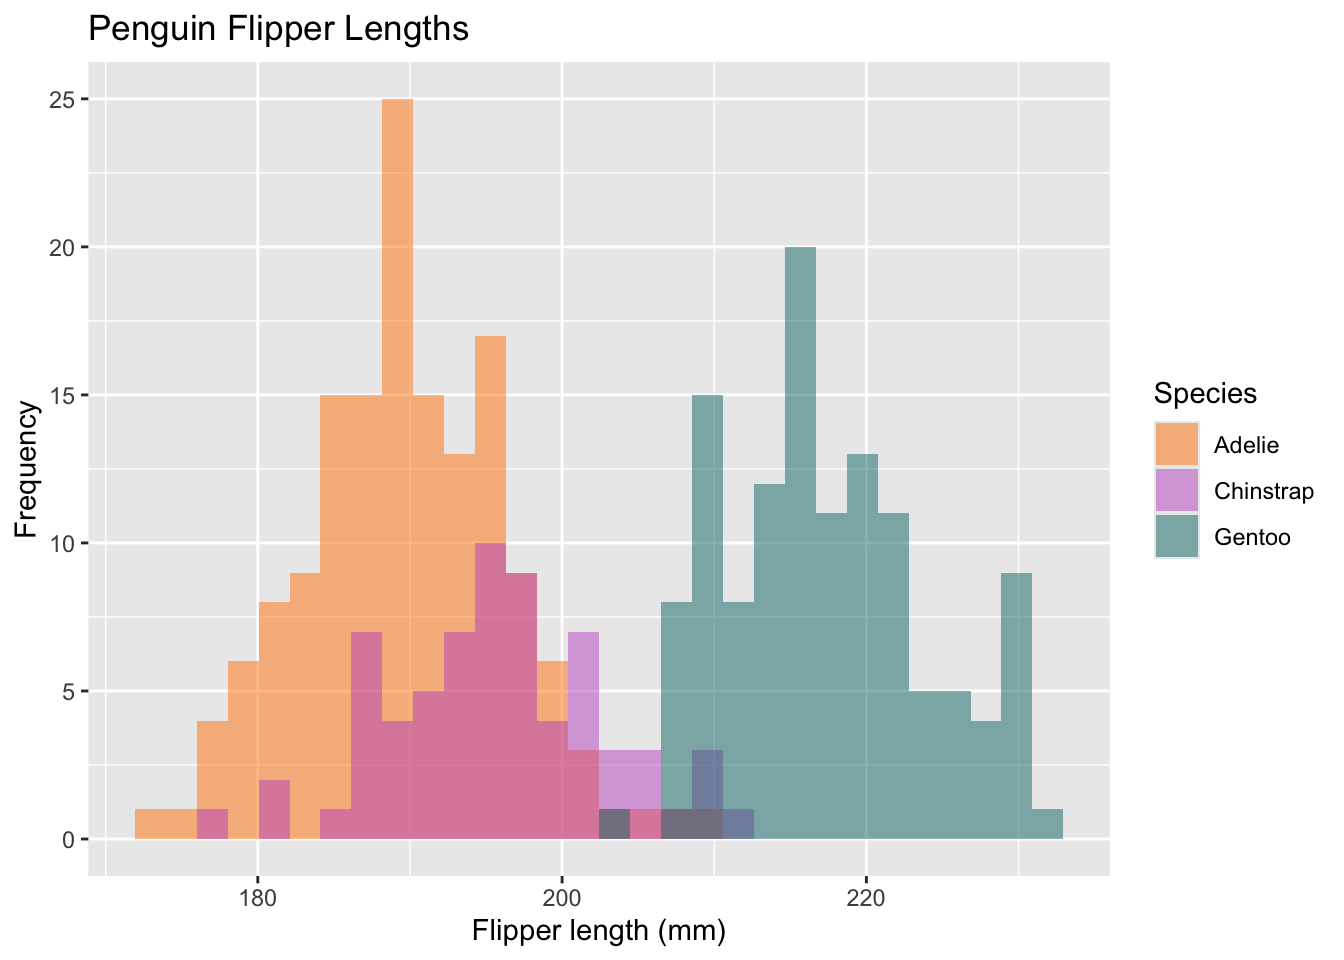 Penguin Flipper Lengths
25
20
15
10
5
0
Frequency
180 200 220
Flipper length (mm)
Species
Adelie
Chinstrap
Gentoo